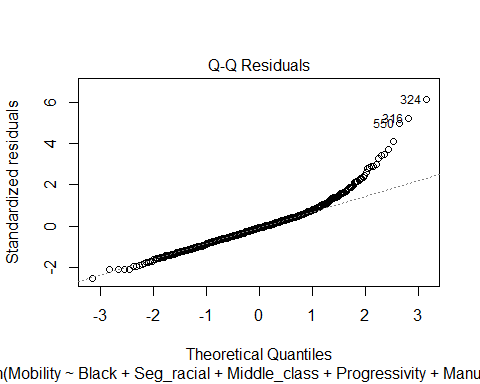 Q-Q Residuals
Standardized residuals
6
4
2
0
-2
324
216
550
-3 -2 -1 0 1 2 3
Theoretical Quantiles
n(Mobility ~ Black + Seg_racial + Middle_class + Progressivity + Manu